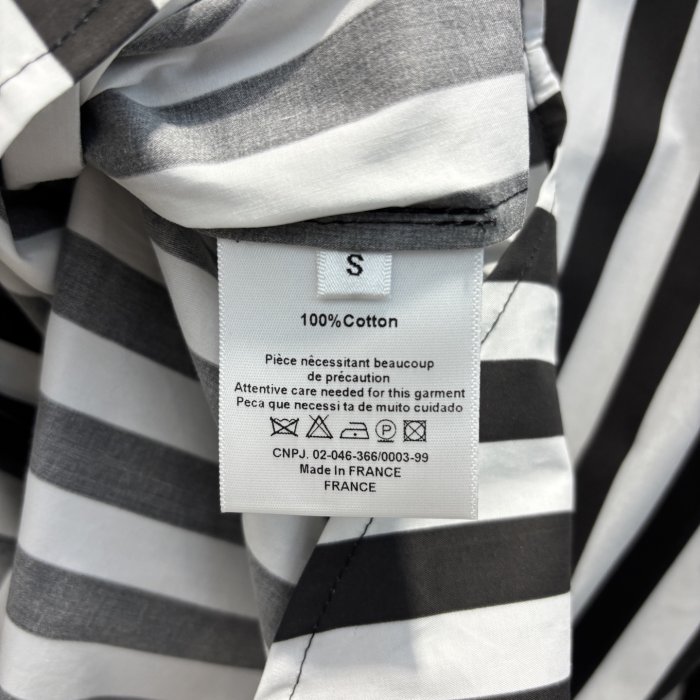 S
100%Cotton
Pièce nêcessitant beaucoup
de précaution
Attentive care needed for this garment
Peca que necessi ta de muito cuidado
P
CNPJ. 02-046-366/0003-99
Made In FRANCE
FRANCE